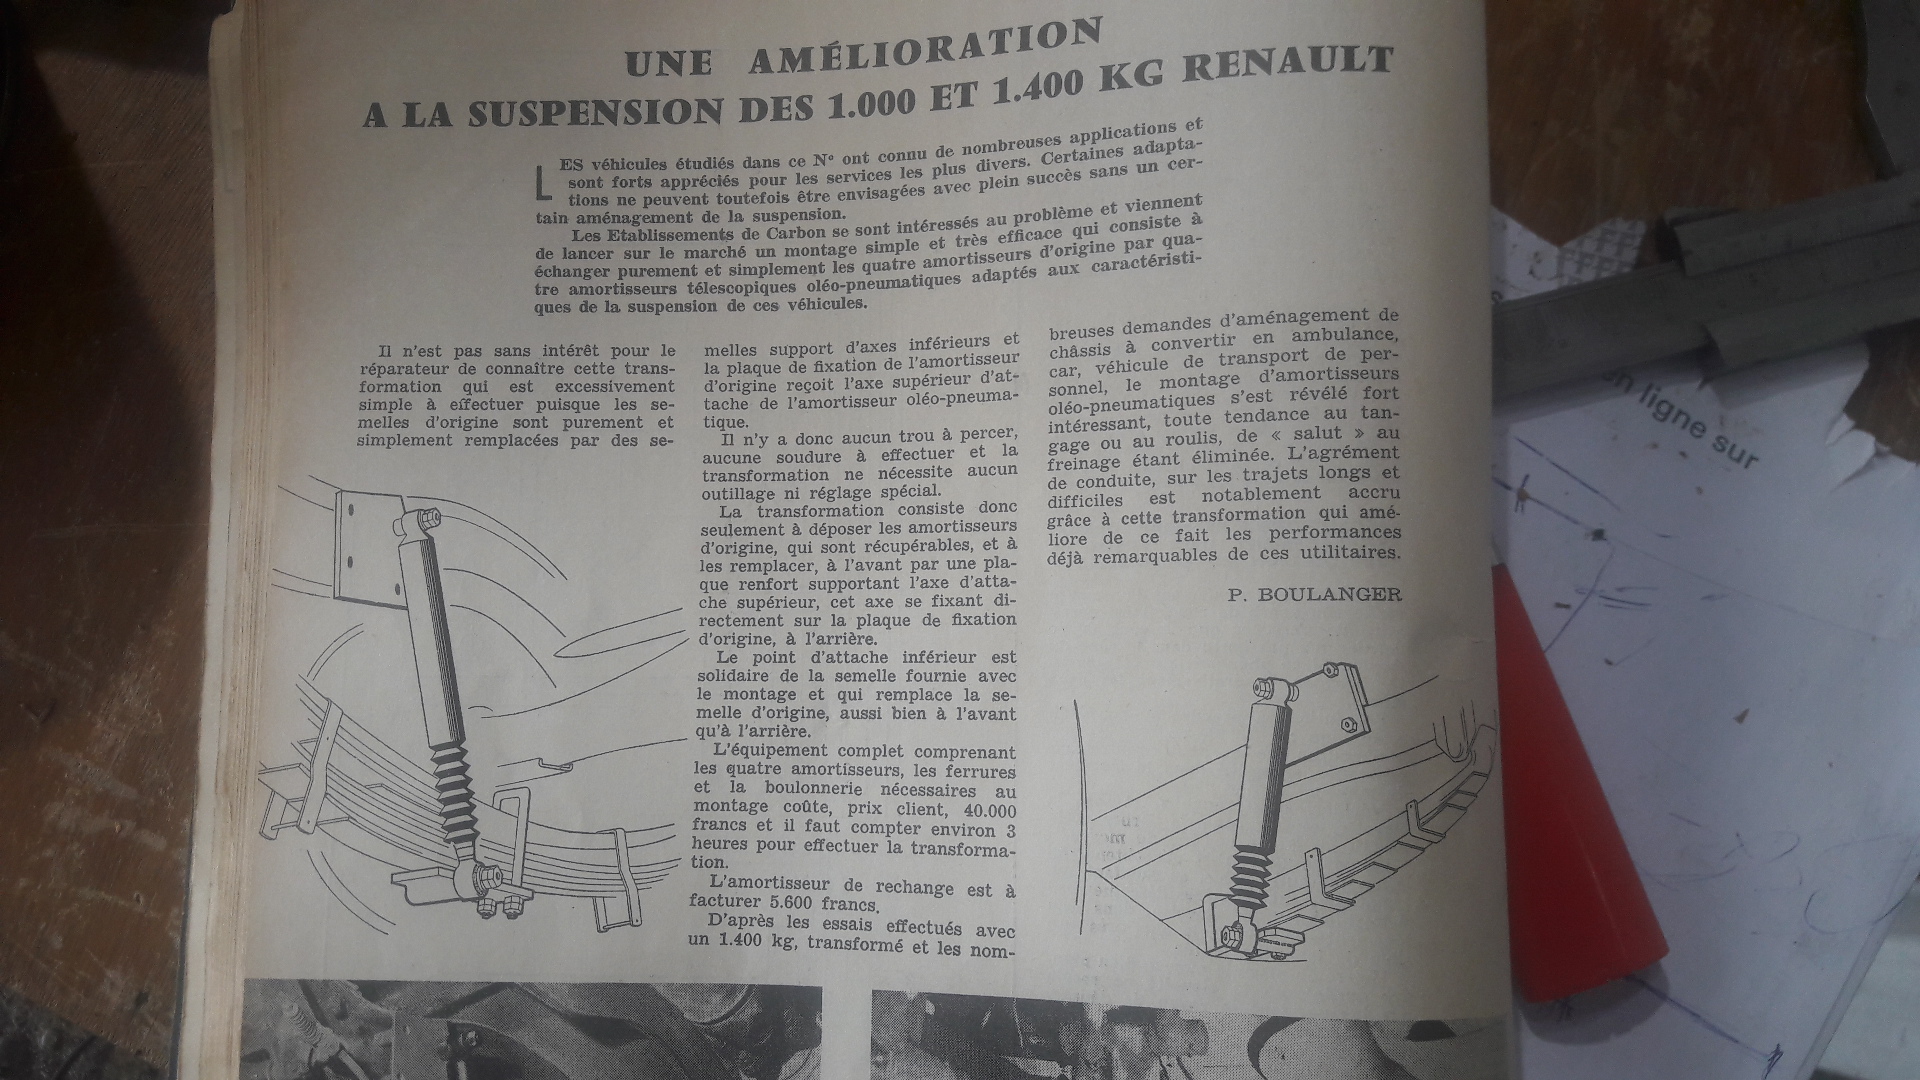 UNE AMÉLIORATION
A LA SUSPENSION DES 1.000 ET 1.400 KG RENAULT
LES véhicules étudiés dans ce N° ont connu de nombreuses applications et
sont forts appréciés pour les services les plus divers. Certaines adapta-
tions ne peuvent toutefois être envisagées avec plein succès sans un cer-
tain aménagement de la suspension.
Les Etablissements de Carbon se sont intéressés au problème et viennent
de lancer sur le marché un montage simple et très efficace qui consiste à
échanger purement et simplement les quatre amortisseurs d'origine par qua-
tre amortisseurs télescopiques oléo-pneumatiques adaptés aux caractéristi-
ques de la suspension de ces véhicules.
Il n'est pas sans intérêt pour le
réparateur de connaître cette trans-
formation qui est excessivement
simple à effectuer puisque les se-
melles d'origine sont purement et
simplement remplacées par des se-
melles support d'axes inférieurs et
la plaque de fixation de l'amortisseur
d'origine reçoit l'axe supérieur d'at-
tache de l'amortisseur oléo-pneuma-
tique.
Il n'y a donc aucun trou à percer,
aucune soudure à effectuer et la
transformation ne nécessite aucun
outillage ni réglage spécial.
La transformation consiste donc
seulement à déposer les amortisseurs
d'origine, qui sont récupérables, et à
les remplacer, à l'avant par une pla-
que renfort supportant l'axe d'atta-
che supérieur, cet axe se fixant di-
rectement sur la plaque de fixation
d'origine, à l'arrière.
Le point d'attache inférieur est
solidaire de la semelle fournie avec
le montage et qui remplace la se-
melle d'origine, aussi bien à l'avant
qu'à l'arrière.
L'équipement complet comprenant
les quatre amortisseurs, les ferrures
et la boulonnerie nécessaires au
montage coûte, prix client, 40.000
francs et il faut compter environ 3
heures pour effectuer la transforma-
tion.
L'amortisseur de rechange est à
facturer 5.600 francs.
D'après les essais effectués avec
un 1.400 kg, transformé et les nom-
breuses demandes d'aménagement de
châssis à convertir en ambulance,
car, véhicule de transport de per-
sonnel, le montage d'amortisseurs
oléo-pneumatiques s'est révélé fort
intéressant, toute tendance au tan-
gage ou au roulis, de « salut » au
freinage étant éliminée. L'agrément
de conduite, sur les trajets longs et
difficiles est notablement accru
grâce à cette transformation qui amé-
liore de ce fait les performances
déjà remarquables de ces utilitaires.
P. BOULANGER
en ligne sur